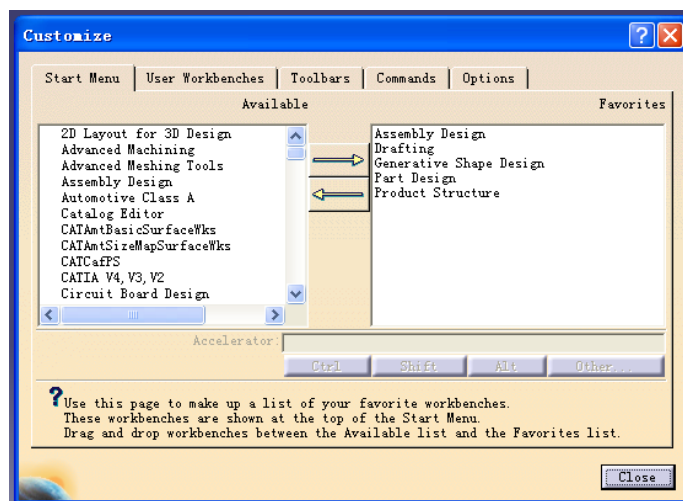 Customize
Start Menu
User Workbenches
Toolbars
Commands
Options
Available
Favorites
2D Layout for 3D Design
Advanced Machining
Advanced Meshing Tools
Assembly Design
Automotive Class A
Catalog Editor
CATAmtBasicSurfaceWks
CATAmtSizeMapSurfaceWks
CATCafPS
CATIA V4, V3, V2
Circuit Board Design
Assembly Design
Drafting
Generative Shape Design
Part Design
Product Structure
Accelerator:
Ctrl
Shift
Alt
Other...
Use this page to make up a list of your favorite workbenches.
These workbenches are shown at the top of the Start Menu.
Drag and drop workbenches between the Available list and the Favorites list.
Close